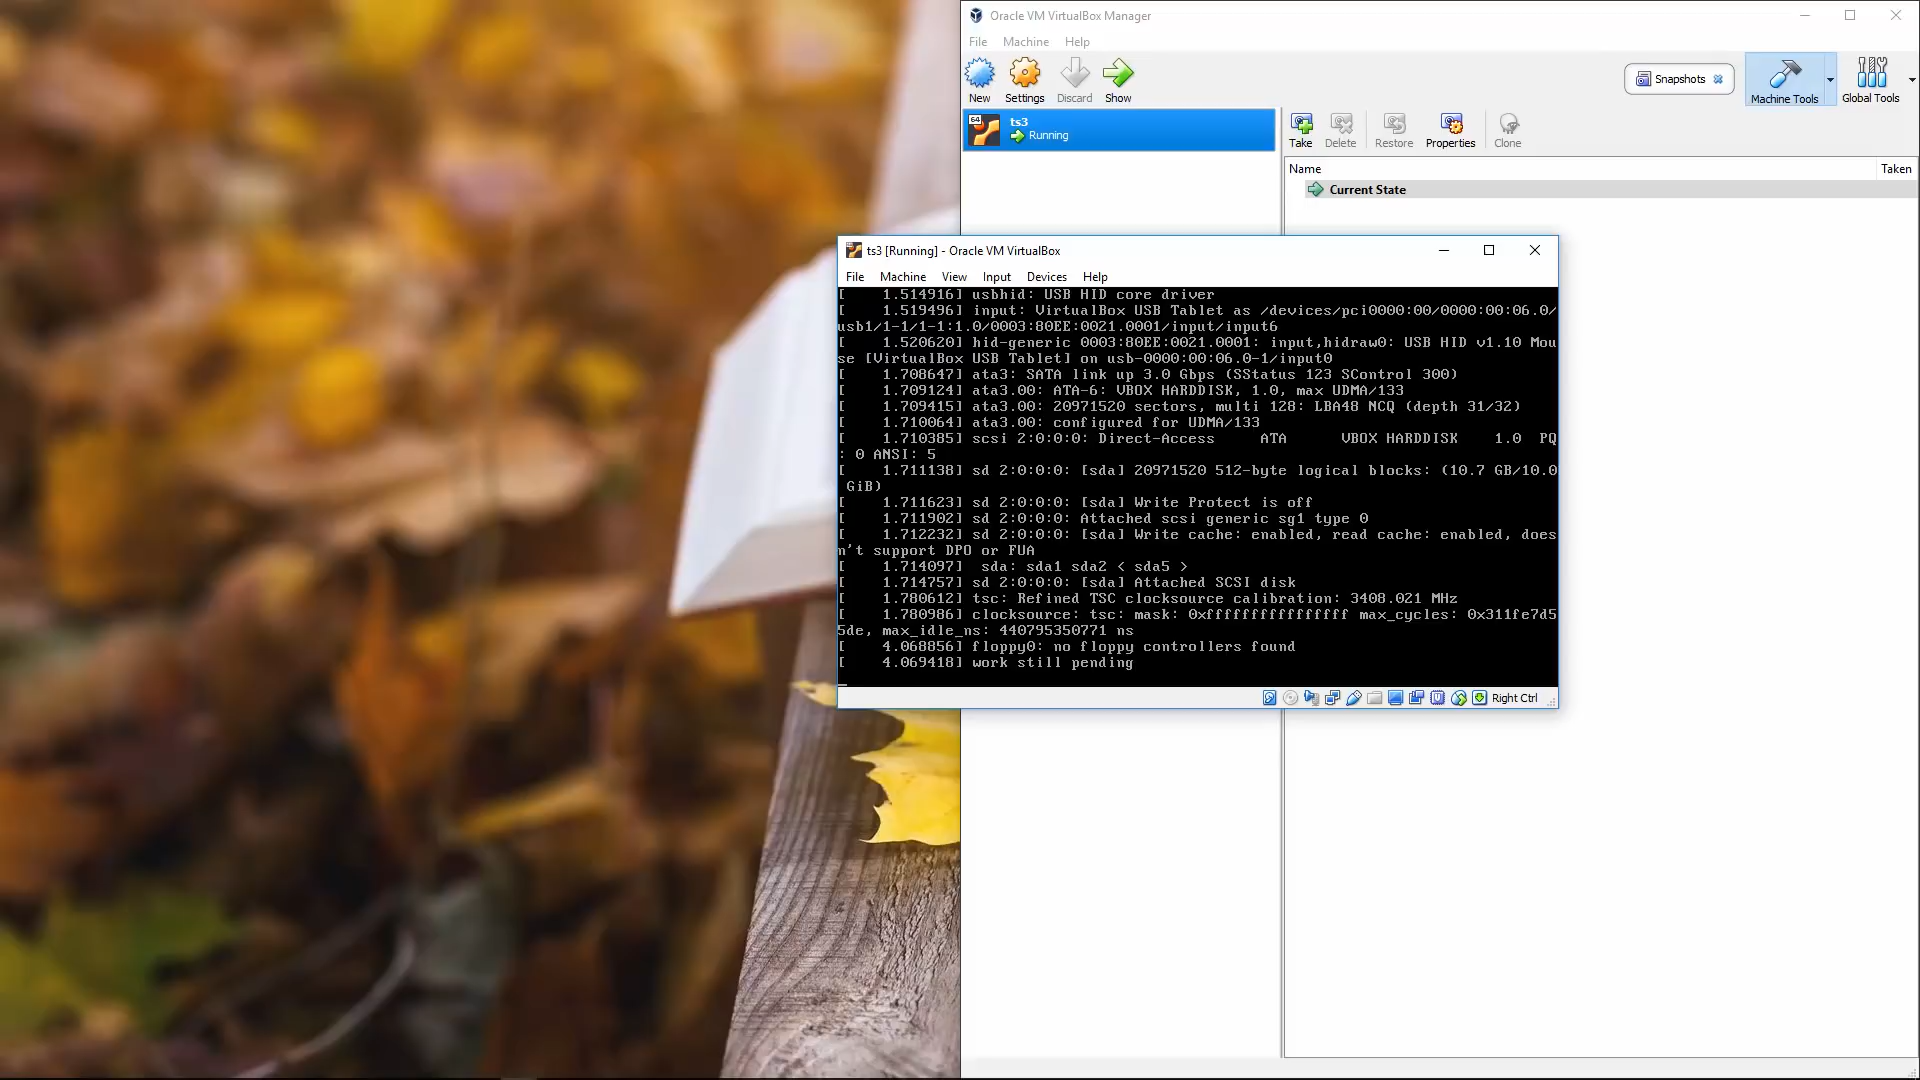 Oracle VM VirtualBox Manager
File Machine Help
New Settings Discard Show
Snapshots
Machine Tools Global Tools
64
ts3
Running
Take Delete Restore Properties Clone
Name Taken
Current State
ts3 [Running] - Oracle VM VirtualBox
File Machine View Input Devices Help
[    1.514916] usbhid: USB HID core driver
[    1.519496] input: VirtualBox USB Tablet as /devices/pci0000:00/0000:00:06.0/
usb1/1-1/1-1:1.0/0003:80EE:0021.0001/input/input6
[    1.520620] hid-generic 0003:80EE:0021.0001: input,hidraw0: USB HID v1.10 Mou
se [VirtualBox USB Tablet] on usb-0000:00:06.0-1/input0
[    1.708647] ata3: SATA link up 3.0 Gbps (SStatus 123 SControl 300)
[    1.709124] ata3.00: ATA-6: VBOX HARDDISK, 1.0, max UDMA/133
[    1.709415] ata3.00: 20971520 sectors, multi 128: LBA48 NCQ (depth 31/32)
[    1.710064] ata3.00: configured for UDMA/133
[    1.710385] scsi 2:0:0:0: Direct-Access     ATA      VBOX HARDDISK    1.0  PQ
: 0 ANSI: 5
[    1.711138] sd 2:0:0:0: [sda] 20971520 512-byte logical blocks: (10.7 GB/10.0
 GiB)
[    1.711623] sd 2:0:0:0: [sda] Write Protect is off
[    1.711902] sd 2:0:0:0: Attached scsi generic sg1 type 0
[    1.712232] sd 2:0:0:0: [sda] Write cache: enabled, read cache: enabled, does
n't support DPO or FUA
[    1.714097]  sda: sda1 sda2 < sda5 >
[    1.714757] sd 2:0:0:0: [sda] Attached SCSI disk
[    1.780612] tsc: Refined TSC clocksource calibration: 3408.021 MHz
[    1.780986] clocksource: tsc: mask: 0xffffffffffffffff max_cycles: 0x311fe7d5
5de, max_idle_ns: 440795350771 ns
[    4.068856] floppy0: no floppy controllers found
[    4.069418] work still pending
Right Ctrl